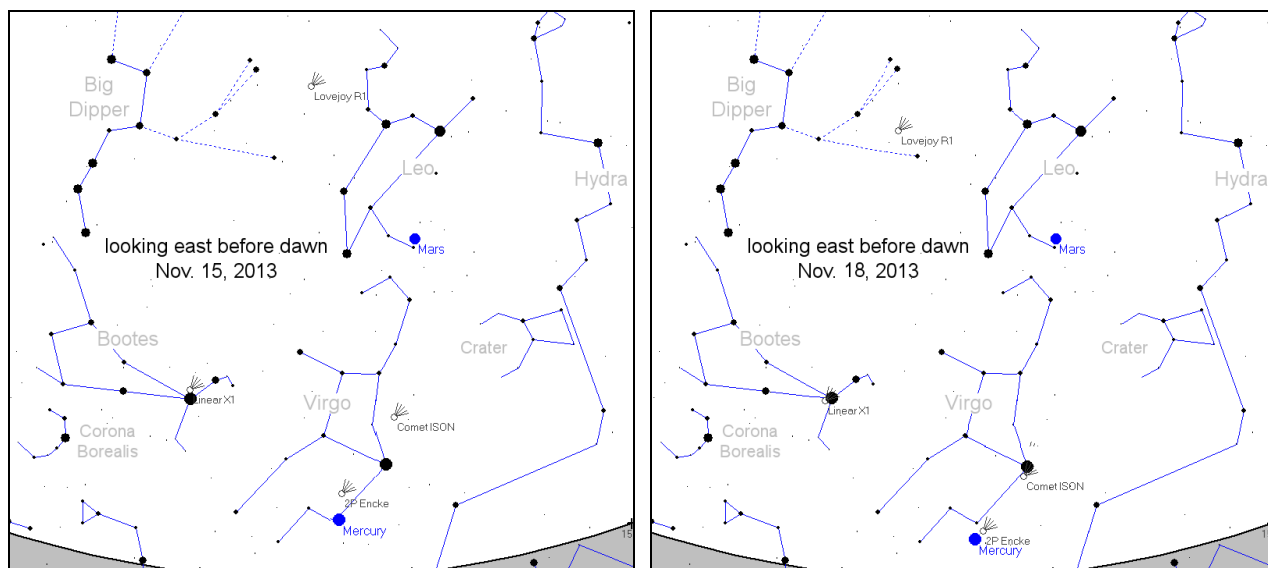 Big
Dipper
Lovejoy R1
Leo
Hydra
looking east before dawn
Nov. 15, 2013
Mars
Bootes
Crater
Linear X1
Virgo
Comet ISON
Corona
Borealis
2P Encke
Mercury
15
Big
Dipper
Lovejoy R1
Leo
Hydra
looking east before dawn
Nov. 18, 2013
Mars
Bootes
Crater
Linear X1
Virgo
Corona
Borealis
Comet ISON
2P Encke
Mercury